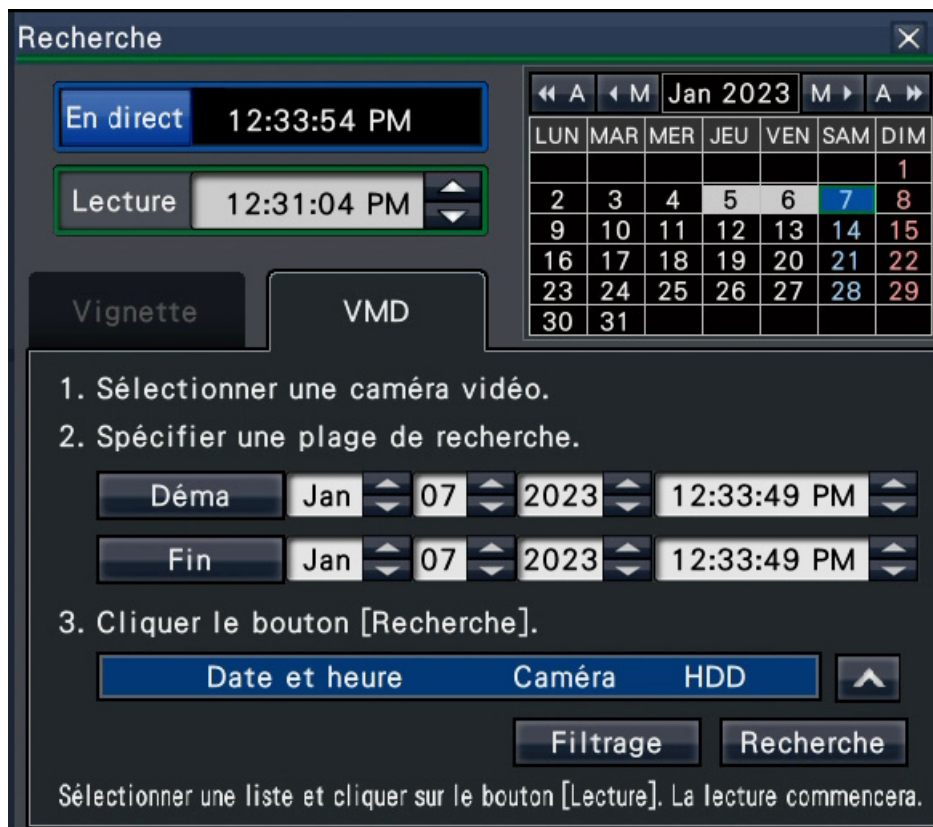 Recherche
En direct 12:33:54 PM
Lecture 12:31:04 PM
A M Jan 2023 M A
LUN MAR MER JEU VEN SAM DIM
1
2 3 4 5 6 7 8
9 10 11 12 13 14 15
16 17 18 19 20 21 22
23 24 25 26 27 28 29
30 31
Vignette VMD
1. Sélectionner une caméra vidéo.
2. Spécifier une plage de recherche.
Déma Jan 07 2023 12:33:49 PM
Fin Jan 07 2023 12:33:49 PM
3. Cliquer le bouton [Recherche].
Date et heure Caméra HDD
Filtrage Recherche
Sélectionner une liste et cliquer sur le bouton [Lecture]. La lecture commencera.